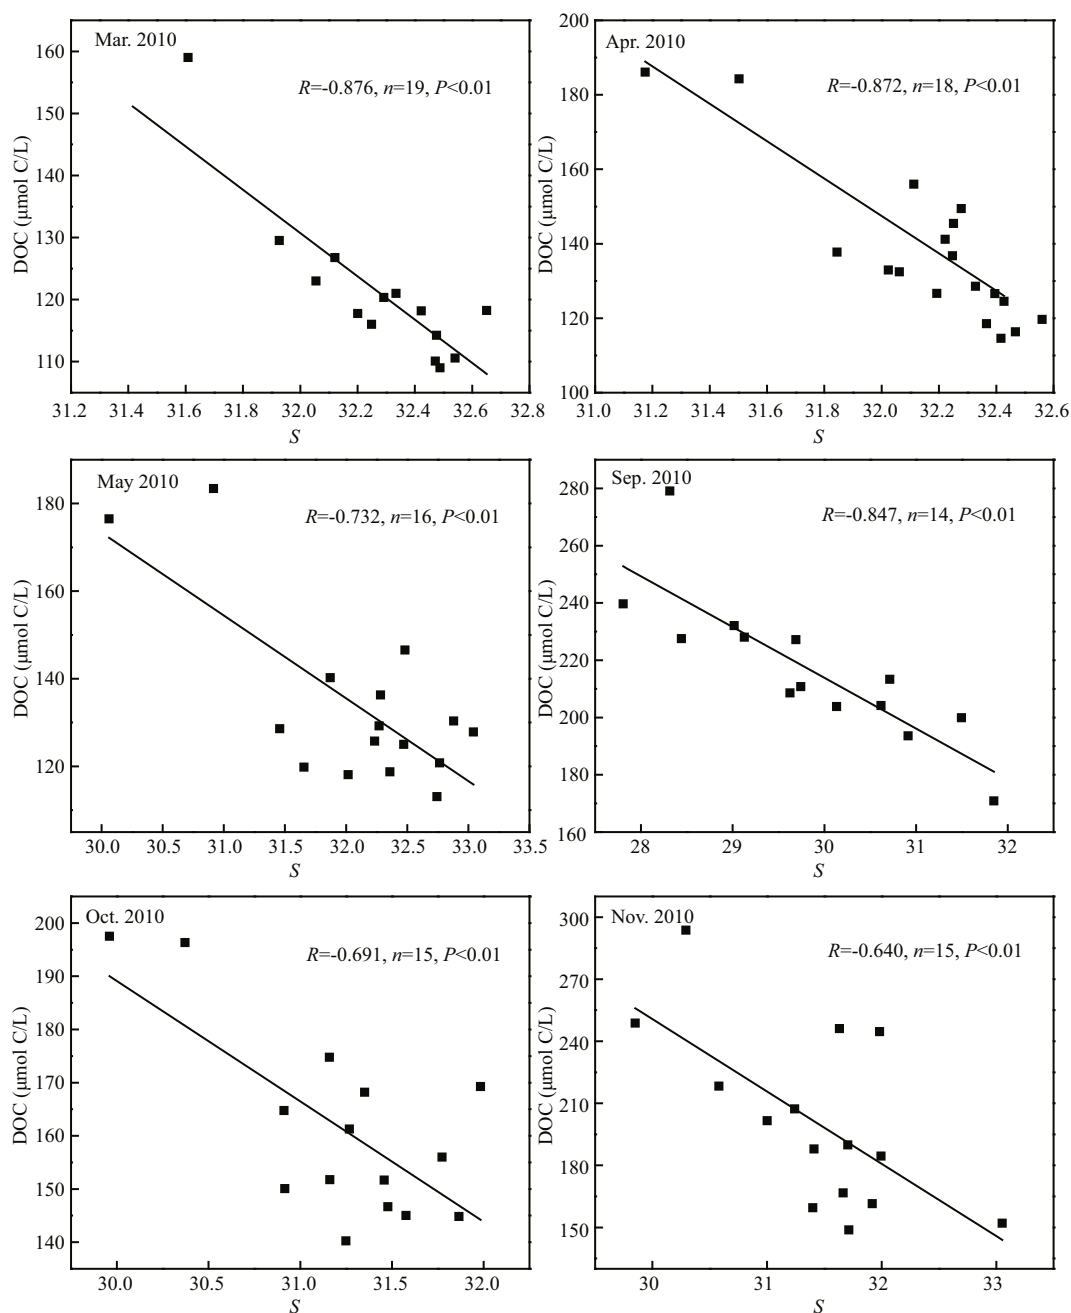 Mar. 2010
R=-0.876, n=19, P<0.01
DOC (μmol C/L)
160
150
140
130
120
110
31.2 31.4 31.6 31.8 32.0 32.2 32.4 32.6 32.8
S
Apr. 2010
R=-0.872, n=18, P<0.01
DOC (μmol C/L)
200
180
160
140
120
100
31.0 31.2 31.4 31.6 31.8 32.0 32.2 32.4 32.6
S
May 2010
R=-0.732, n=16, P<0.01
DOC (μmol C/L)
180
160
140
120
30.0 30.5 31.0 31.5 32.0 32.5 33.0 33.5
S
Sep. 2010
R=-0.847, n=14, P<0.01
DOC (μmol C/L)
280
260
240
220
200
180
160
28 29 30 31 32
S
Oct. 2010
R=-0.691, n=15, P<0.01
DOC (μmol C/L)
200
190
180
170
160
150
140
30.0 30.5 31.0 31.5 32.0
S
Nov. 2010
R=-0.640, n=15, P<0.01
DOC (μmol C/L)
300
270
240
210
180
150
30 31 32 33
S